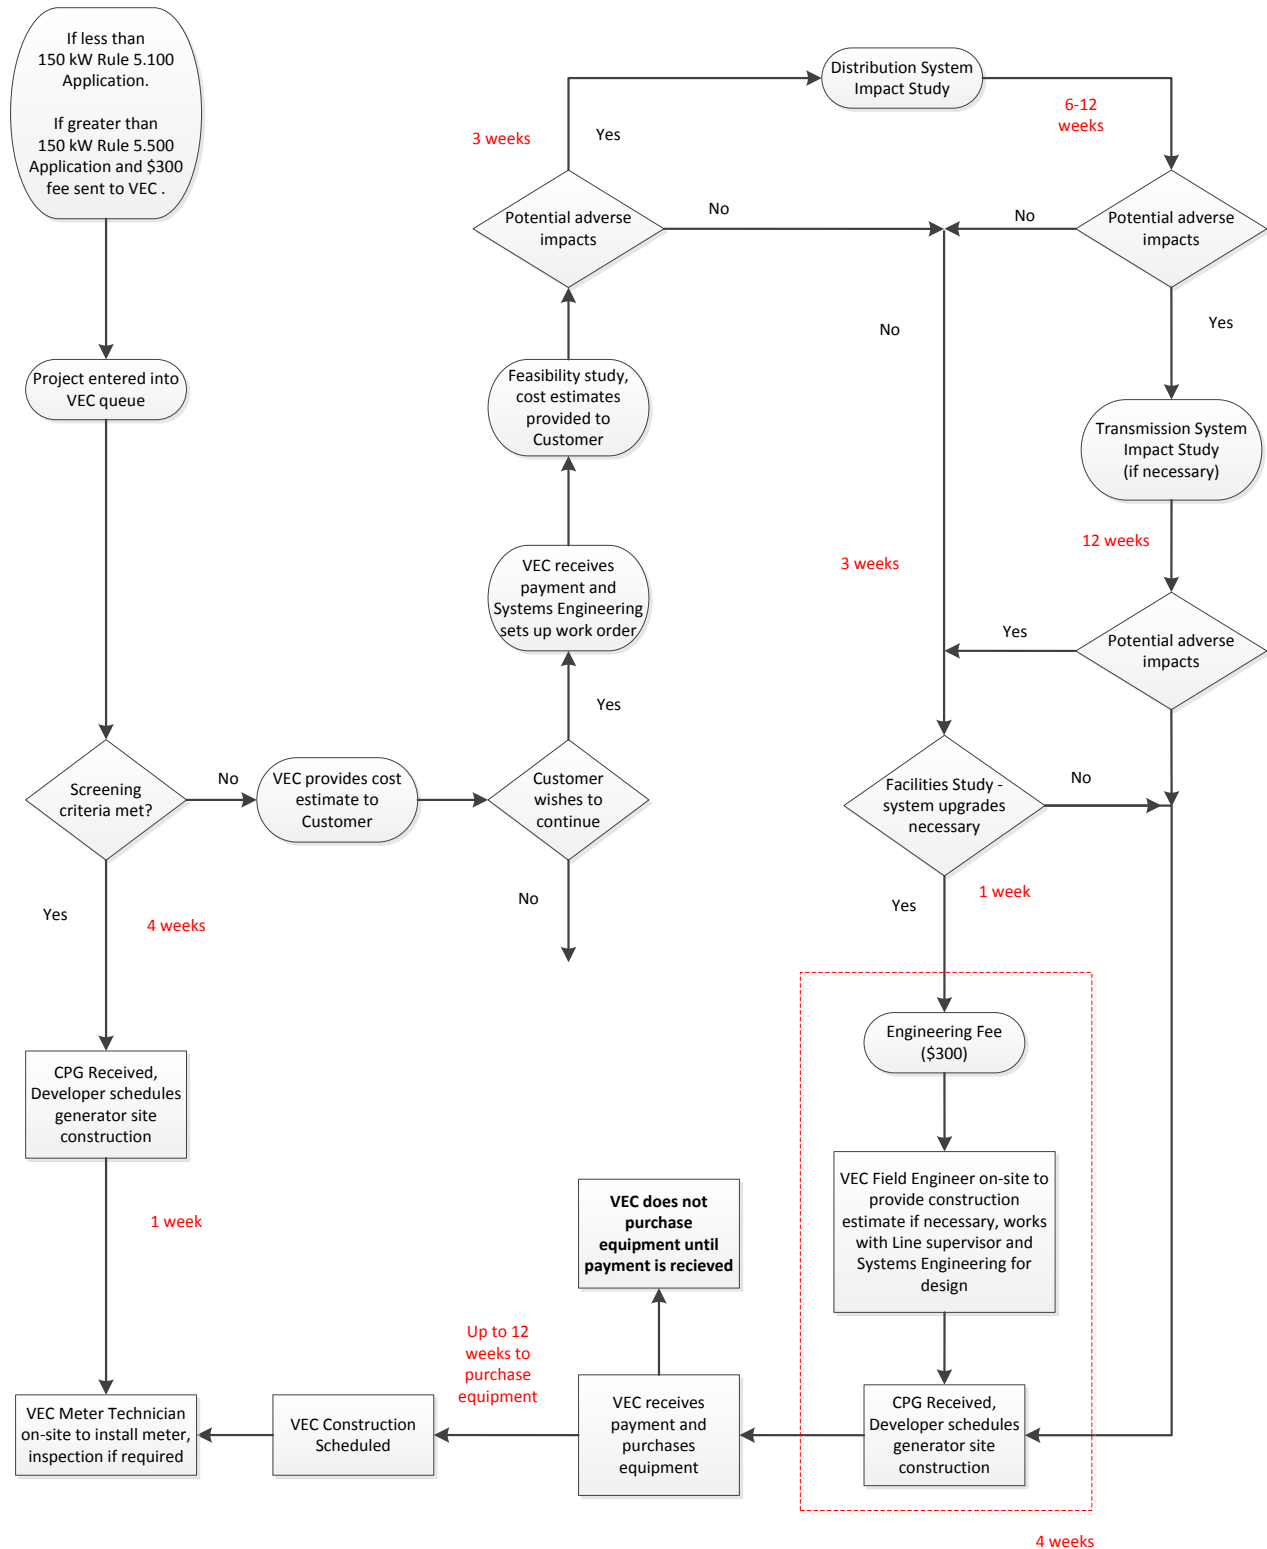 If less than
150 kW Rule 5.100
Application.
If greater than
150 kW Rule 5.500
Application and $300
fee sent to VEC .
Project entered into
VEC queue
Screening
criteria met?
No
Yes
4 weeks
CPG Received,
Developer schedules
generator site
construction
1 week
VEC Meter Technician
on-site to install meter,
inspection if required
VEC provides cost
estimate to
Customer
Customer
wishes to
continue
No
Yes
VEC receives
payment and
Systems Engineering
sets up work order
Feasibility study,
cost estimates
provided to
Customer
Potential adverse
impacts
3 weeks
Yes
No
Distribution System
Impact Study
6-12
weeks
Potential adverse
impacts
No
Yes
No
Transmission System
Impact Study
(if necessary)
12 weeks
3 weeks
Potential adverse
impacts
Yes
Facilities Study -
system upgrades
necessary
No
1 week
Yes
Engineering Fee
($300)
VEC Field Engineer on-site to
provide construction
estimate if necessary, works
with Line supervisor and
Systems Engineering for
design
CPG Received,
Developer schedules
generator site
construction
4 weeks
VEC does not
purchase
equipment until
payment is recieved
VEC receives
payment and
purchases
equipment
Up to 12
weeks to
purchase
equipment
VEC Construction
Scheduled